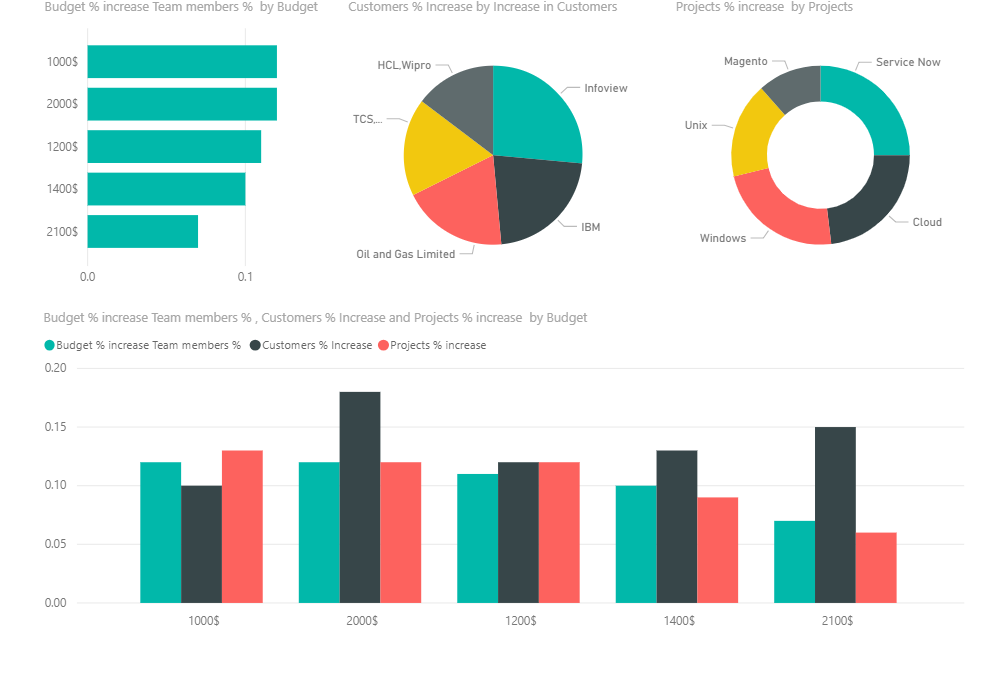 Budget % increase Team members %  by Budget
Customers % Increase by Increase in Customers
Projects % increase  by Projects
1000$
2000$
1200$
1400$
2100$
0.0
0.1
HCL,Wipro
Infoview
TCS,...
IBM
Oil and Gas Limited
Magento
Service Now
Unix
Windows
Cloud
Budget % increase Team members % , Customers % Increase and Projects % increase  by Budget
Budget % increase Team members %  Customers % Increase  Projects % increase
0.20
0.15
0.10
0.05
0.00
1000$
2000$
1200$
1400$
2100$